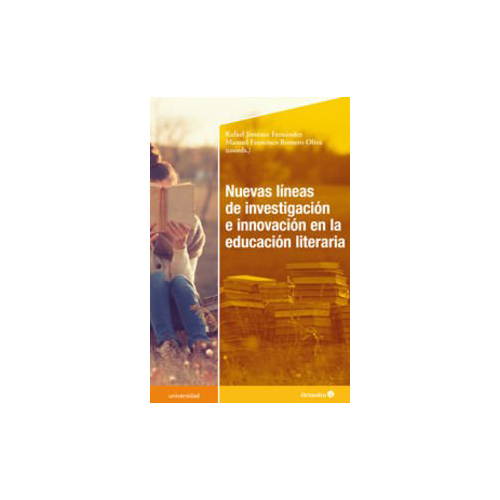 Rafael Jiménez Fernández
Manuel Francisco Romero Oliva
(coords.)
Nuevas líneas
de investigación
e innovación en la
educación literaria
universidad
Octaedro